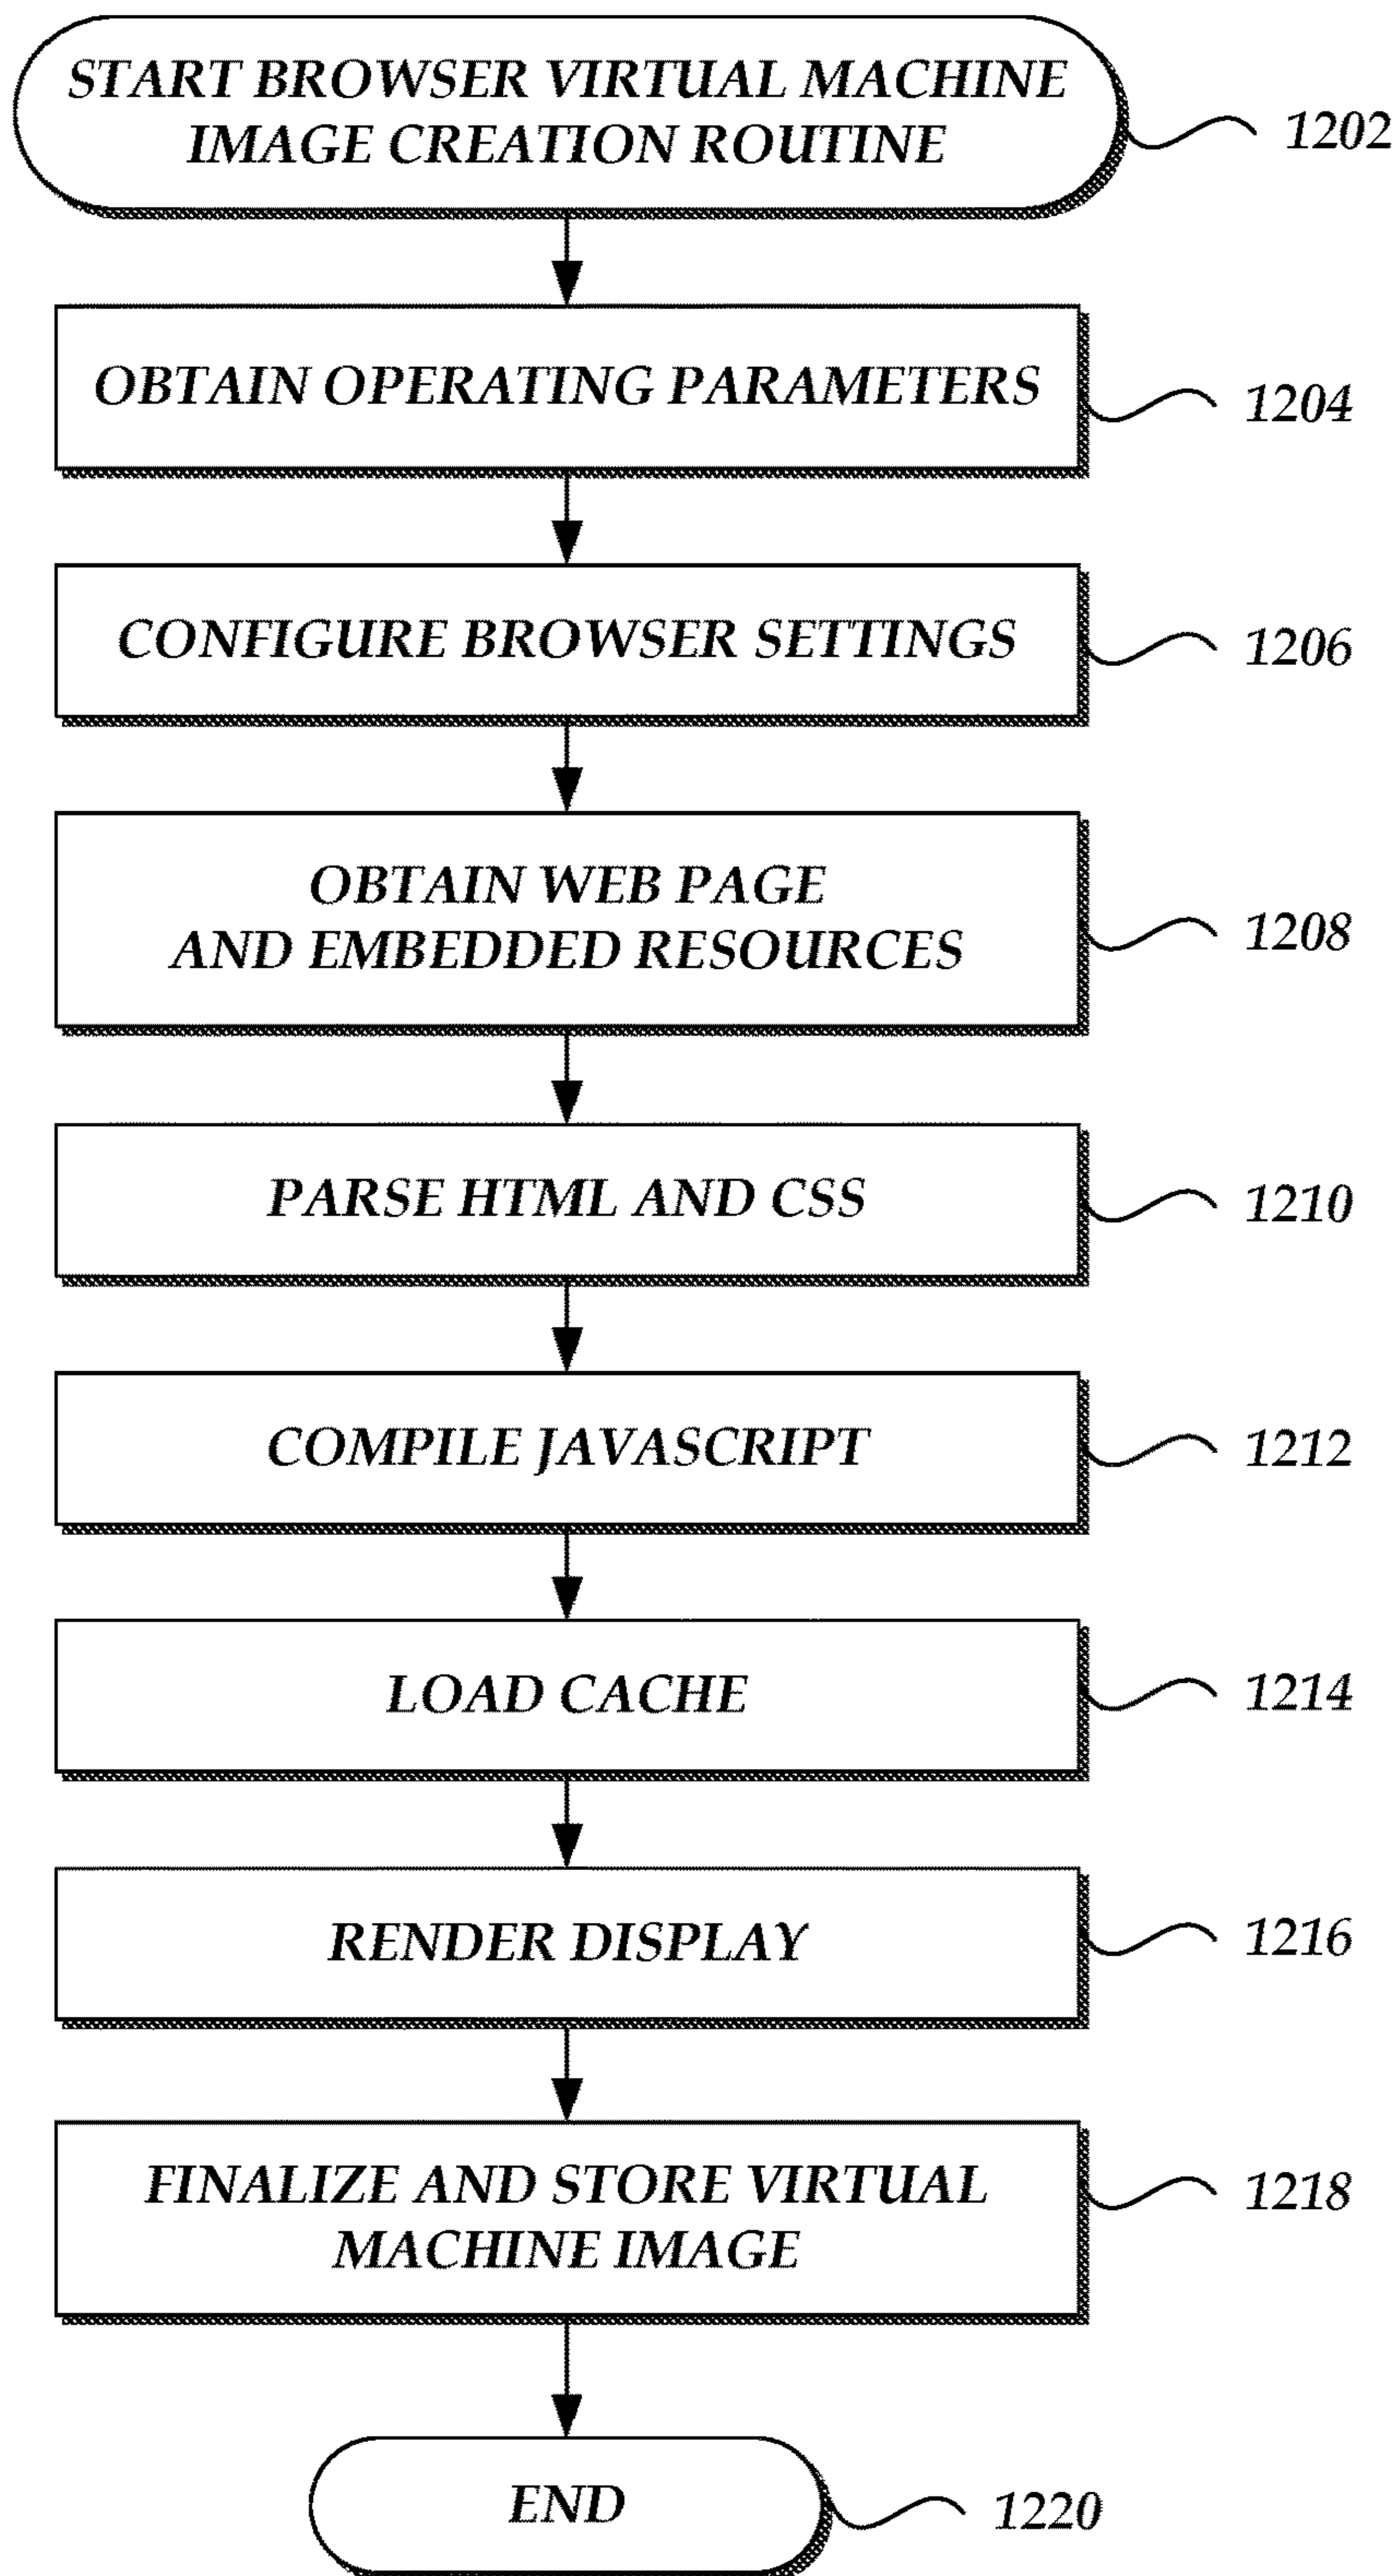 START BROWSER VIRTUAL MACHINE
IMAGE CREATION ROUTINE
1202
OBTAIN OPERATING PARAMETERS
1204
CONFIGURE BROWSER SETTINGS
1206
OBTAIN WEB PAGE
AND EMBEDDED RESOURCES
1208
PARSE HTML AND CSS
1210
COMPILE JAVASCRIPT
1212
LOAD CACHE
1214
RENDER DISPLAY
1216
FINALIZE AND STORE VIRTUAL
MACHINE IMAGE
1218
END
1220